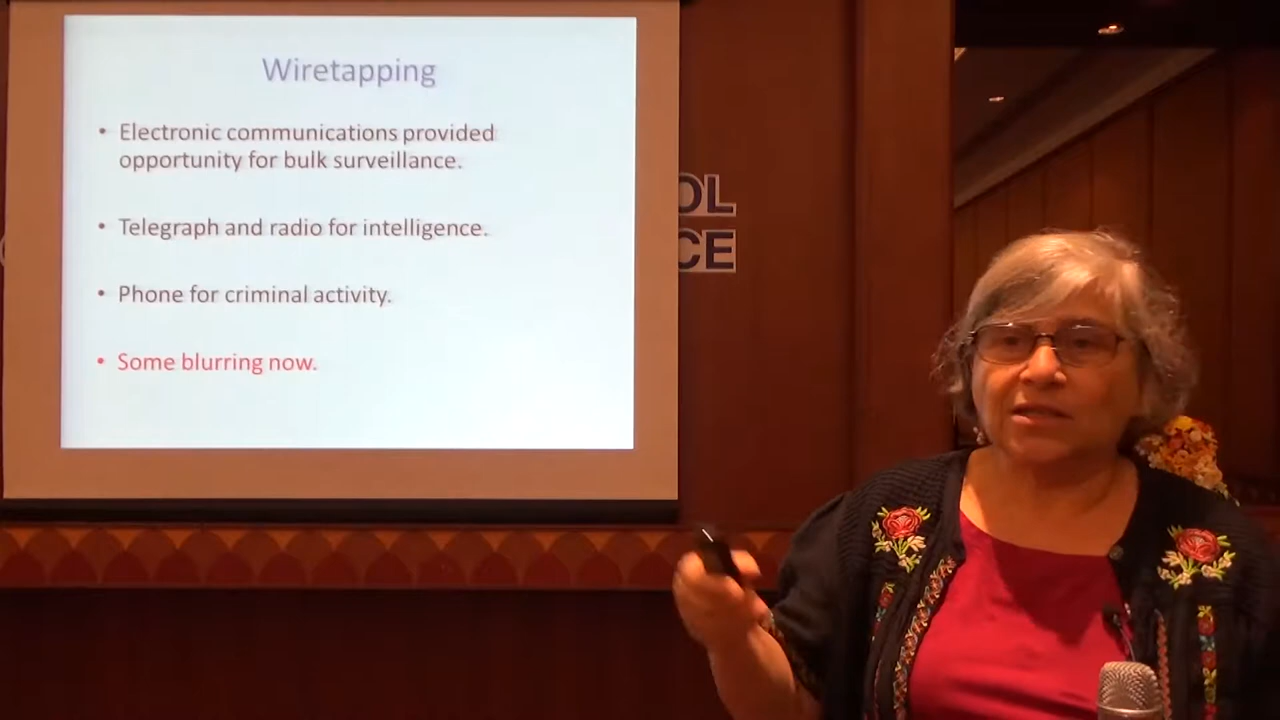 Wiretapping
• Electronic communications provided
opportunity for bulk surveillance.
• Telegraph and radio for intelligence.
• Phone for criminal activity.
• Some blurring now.
OL
CE